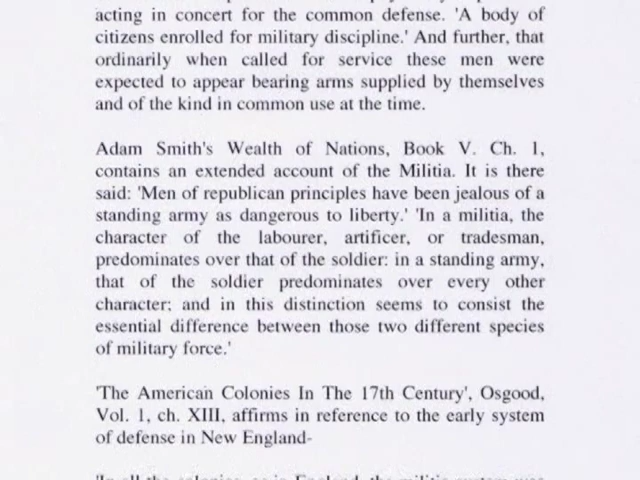 acting in concert for the common defense. 'A body of
citizens enrolled for military discipline.' And further, that
ordinarily when called for service these men were
expected to appear bearing arms supplied by themselves
and of the kind in common use at the time.
Adam Smith's Wealth of Nations, Book V. Ch. 1,
contains an extended account of the Militia. It is there
said: 'Men of republican principles have been jealous of a
standing army as dangerous to liberty.' 'In a militia, the
character of the labourer, artificer, or tradesman,
predominates over that of the soldier: in a standing army,
that of the soldier predominates over every other
character; and in this distinction seems to consist the
essential difference between those two different species
of military force.'
'The American Colonies In The 17th Century', Osgood,
Vol. 1, ch. XIII, affirms in reference to the early system
of defense in New England-